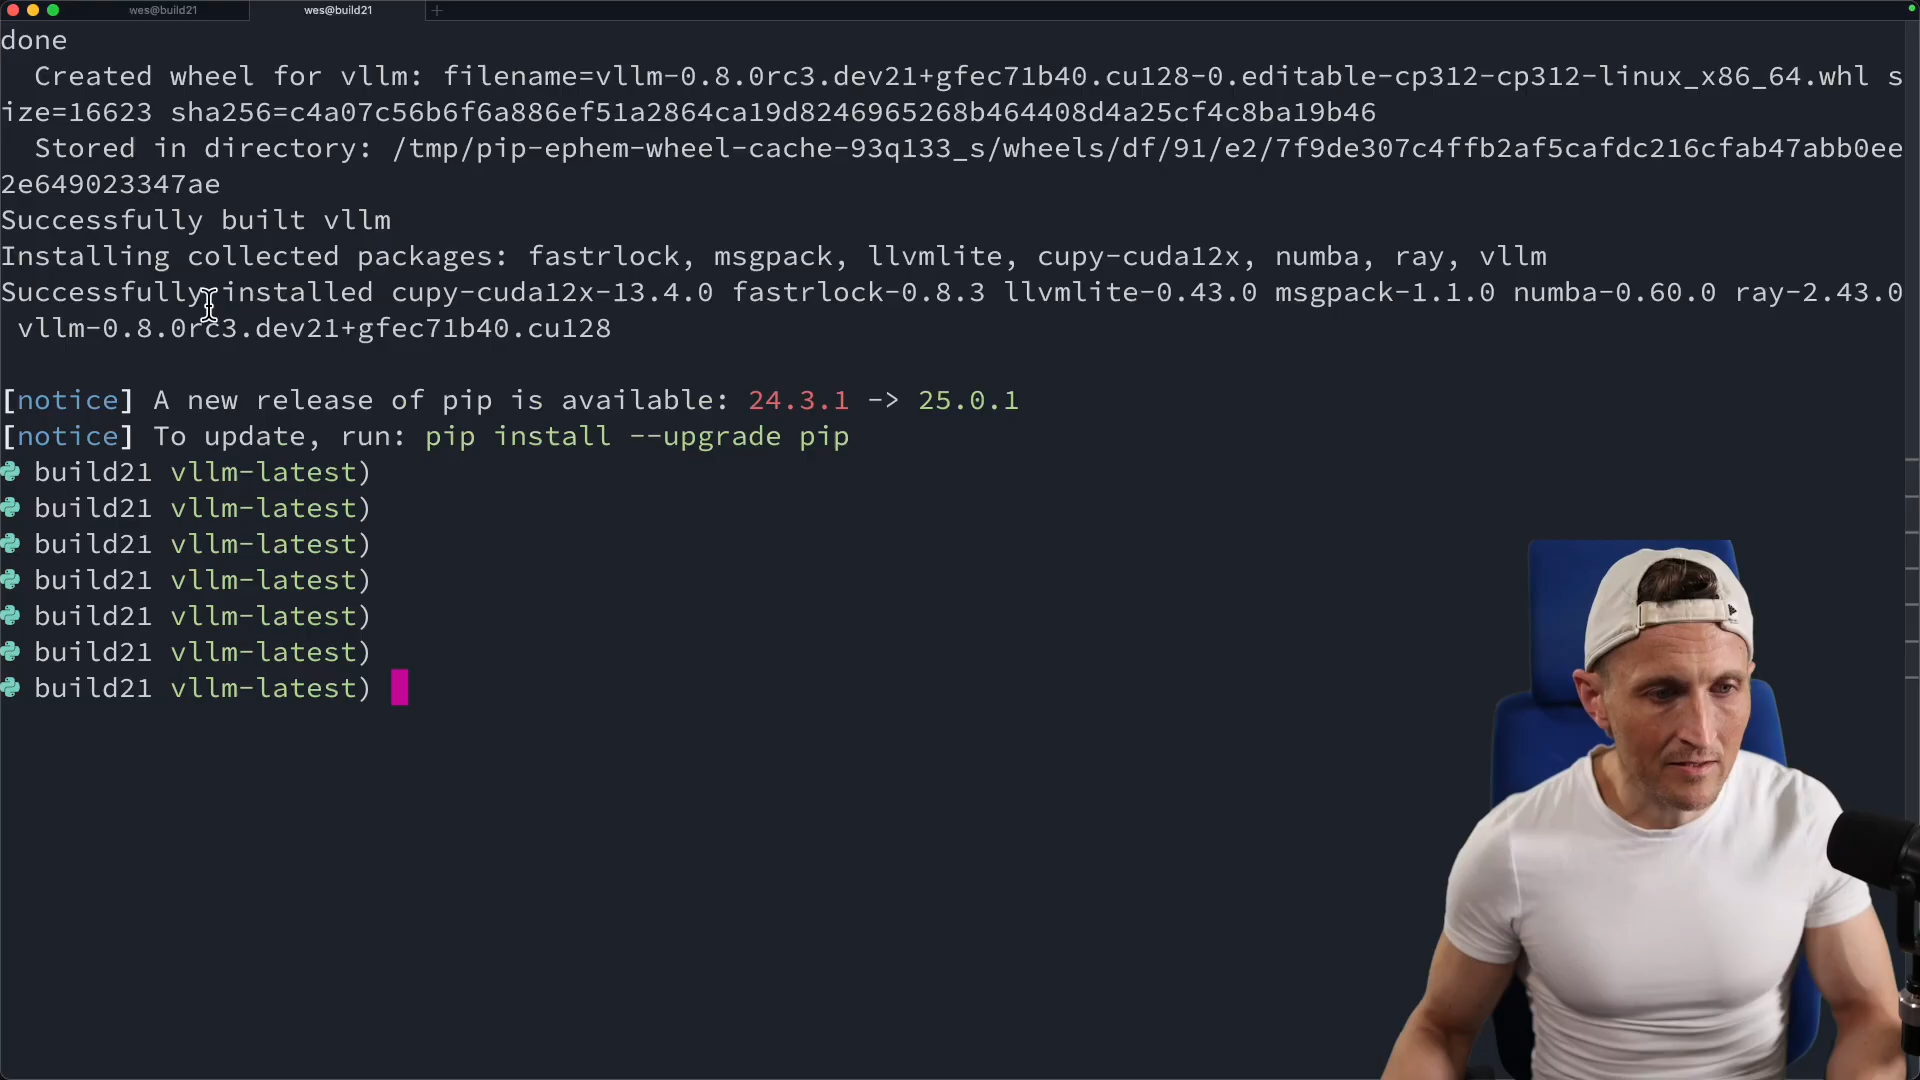 wes@build21 wes@build21
done
Created wheel for vllm: filename=vllm-0.8.0rc3.dev21+gfec71b40.cu128-0.editable-cp312-cp312-linux_x86_64.whl s
ize=16623 sha256=c4a07c56b6f6a886ef51a2864ca19d8246965268b464408d4a25cf4c8ba19b46
Stored in directory: /tmp/pip-ephem-wheel-cache-93q133_s/wheels/df/91/e2/7f9de307c4ffb2af5cafdc216cfab47abb0ee
2e649023347ae
Successfully built vllm
Installing collected packages: fastrlock, msgpack, llvmlite, cupy-cuda12x, numba, ray, vllm
Successfully installed cupy-cuda12x-13.4.0 fastrlock-0.8.3 llvmlite-0.43.0 msgpack-1.1.0 numba-0.60.0 ray-2.43.0
vllm-0.8.0rc3.dev21+gfec71b40.cu128
[notice] A new release of pip is available: 24.3.1 -> 25.0.1
[notice] To update, run: pip install --upgrade pip
build21 vllm-latest)
build21 vllm-latest)
build21 vllm-latest)
build21 vllm-latest)
build21 vllm-latest)
build21 vllm-latest)
build21 vllm-latest)